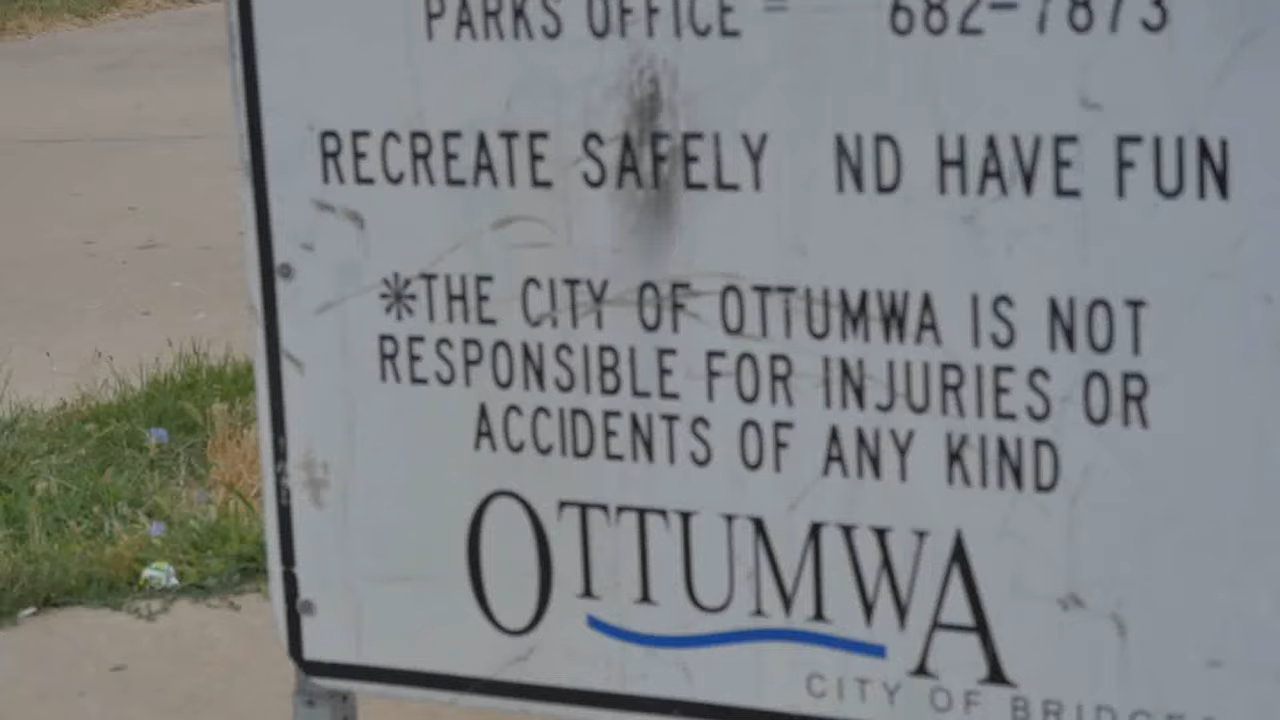 PARKS OFFICE = 682-7873
RECREATE SAFELY ND HAVE FUN
*THE CITY OF OTTUMWA IS NOT
RESPONSIBLE FOR INJURIES OR
ACCIDENTS OF ANY KIND
OTTUMWA
CITY OF BRIDGES